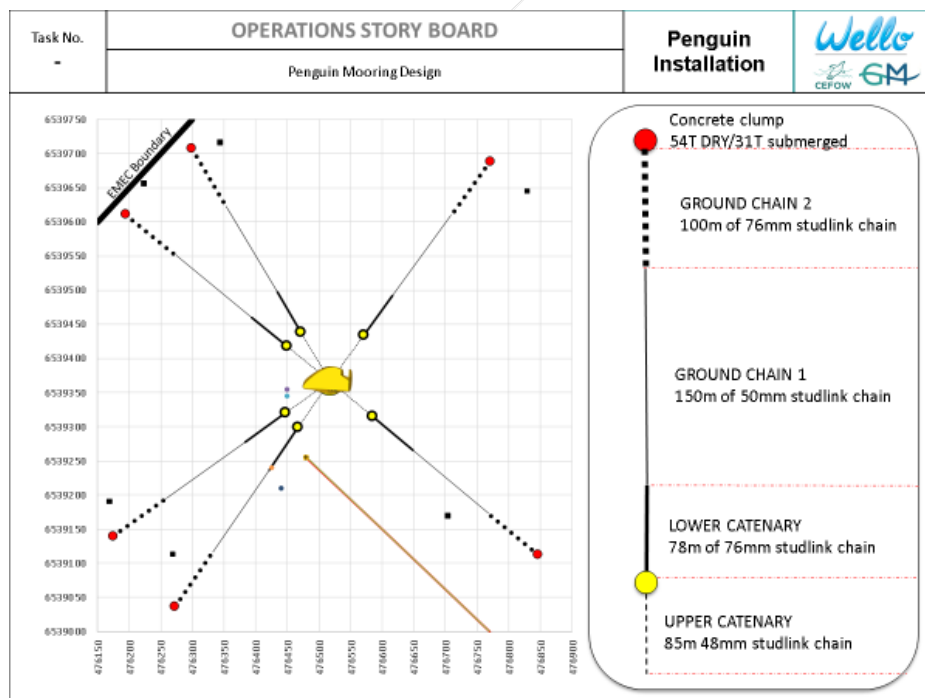 Task No.
-
OPERATIONS STORY BOARD
Penguin Mooring Design
Penguin
Installation
Wello
CEFOW
GM
6539750
6539700
6539650
6539600
6539550
6539500
6539450
6539400
6539350
6539300
6539250
6539200
6539150
6539100
6539050
6539000
EMEC Boundary
476150
476200
476250
476300
476350
476400
476450
476500
476550
476600
476650
476700
476750
476800
476850
476900
Concrete clump
54T DRY/31T submerged
GROUND CHAIN 2
100m of 76mm studlink chain
GROUND CHAIN 1
150m of 50mm studlink chain
LOWER CATENARY
78m of 76mm studlink chain
UPPER CATENARY
85m 48mm studlink chain